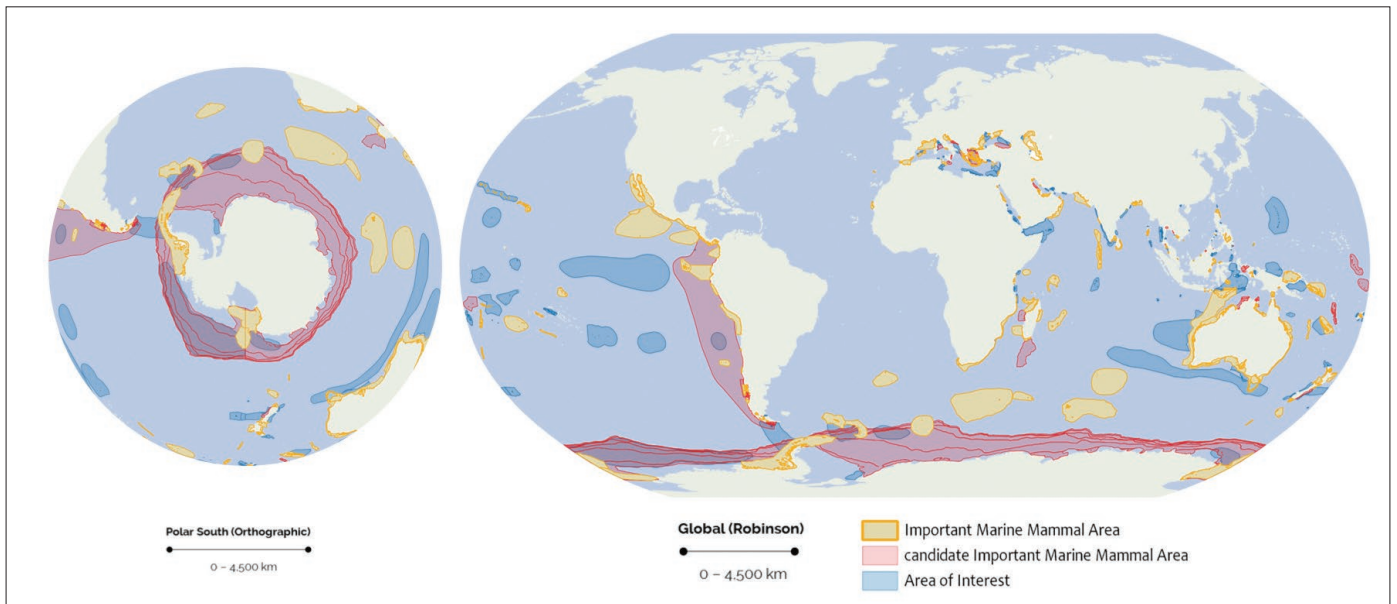 Polar South (Orthographic)
0 – 4.500 km
Global (Robinson)
0 – 4.500 km
Important Marine Mammal Area
candidate Important Marine Mammal Area
Area of Interest